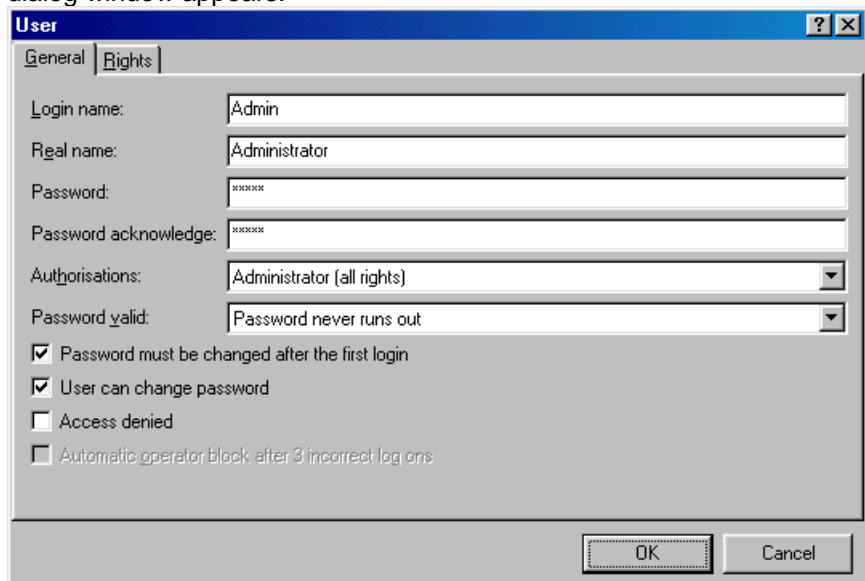 dialog window appears.
User
General Rights
Login name: Admin
Real name: Administrator
Password: *****
Password acknowledge: *****
Authorisations: Administrator (all rights)
Password valid: Password never runs out
Password must be changed after the first login
User can change password
Access denied
Automatic operator block after 3 incorrect log ons
OK Cancel